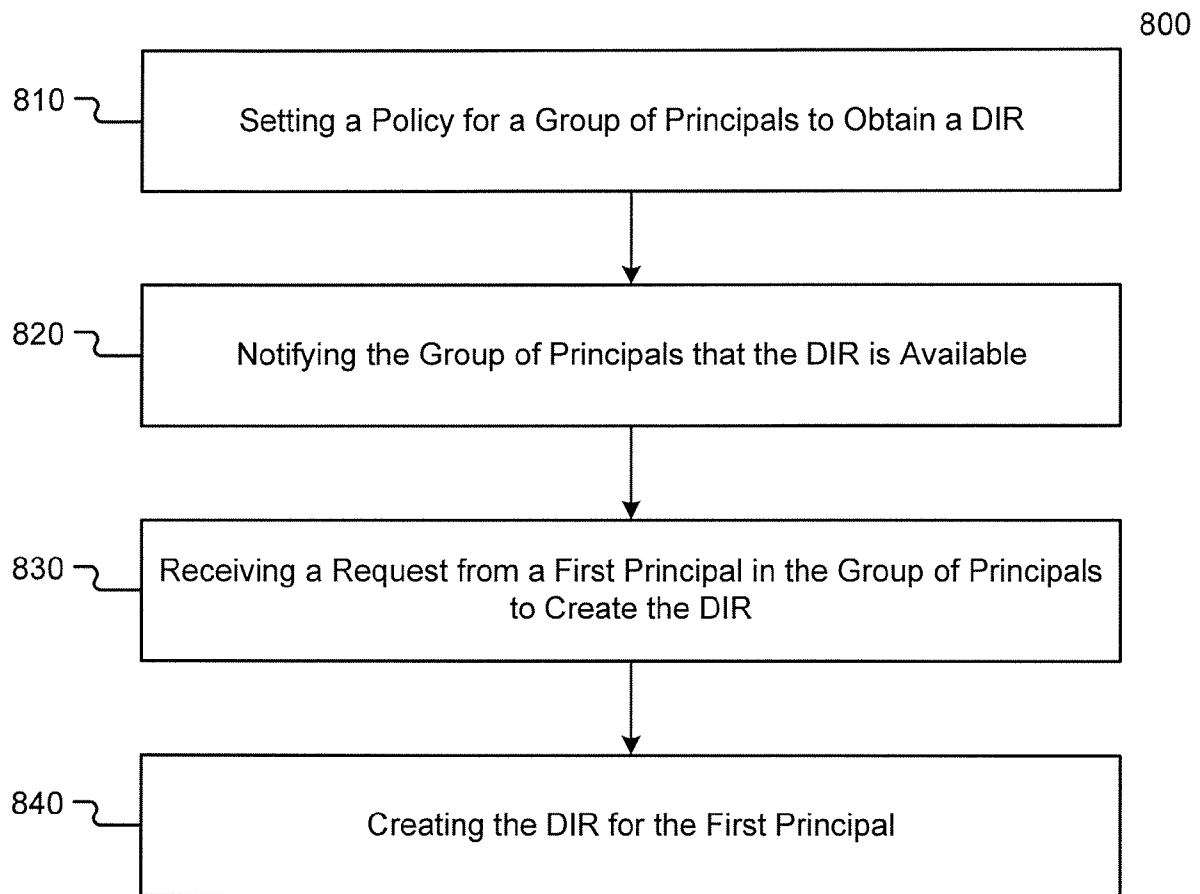 800
810
Setting a Policy for a Group of Principals to Obtain a DIR
820
Notifying the Group of Principals that the DIR is Available
830
Receiving a Request from a First Principal in the Group of Principals
to Create the DIR
840
Creating the DIR for the First Principal